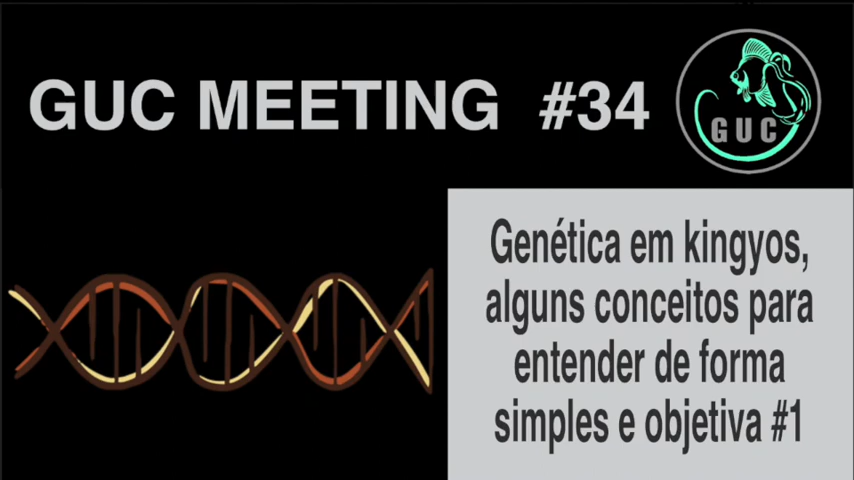 GUC MEETING #34
GUC
Genética em kingyos,
alguns conceitos para
entender de forma
simples e objetiva #1